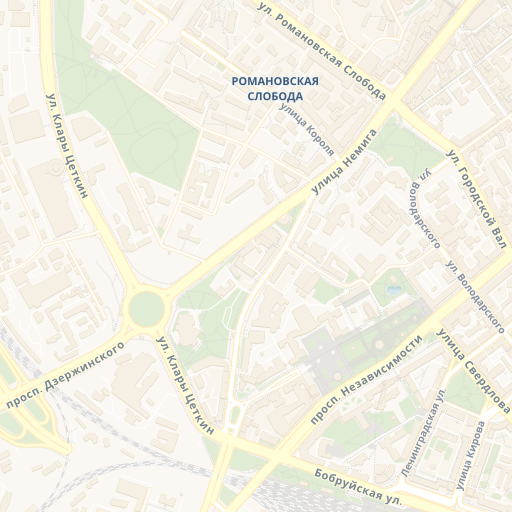 ул. Романовская Слобода
РОМАНОВСКАЯ
СЛОБОДА
ул. Клары Цеткин
улица Короля
улица Немига
ул. Городской Вал
ул. Володарского
ул. Володарского
просп. Дзержинского
ул. Клары Цеткин
просп. Независимости
улица Свердлова
Ленинградская ул.
улица Кирова
Бобруйская ул.